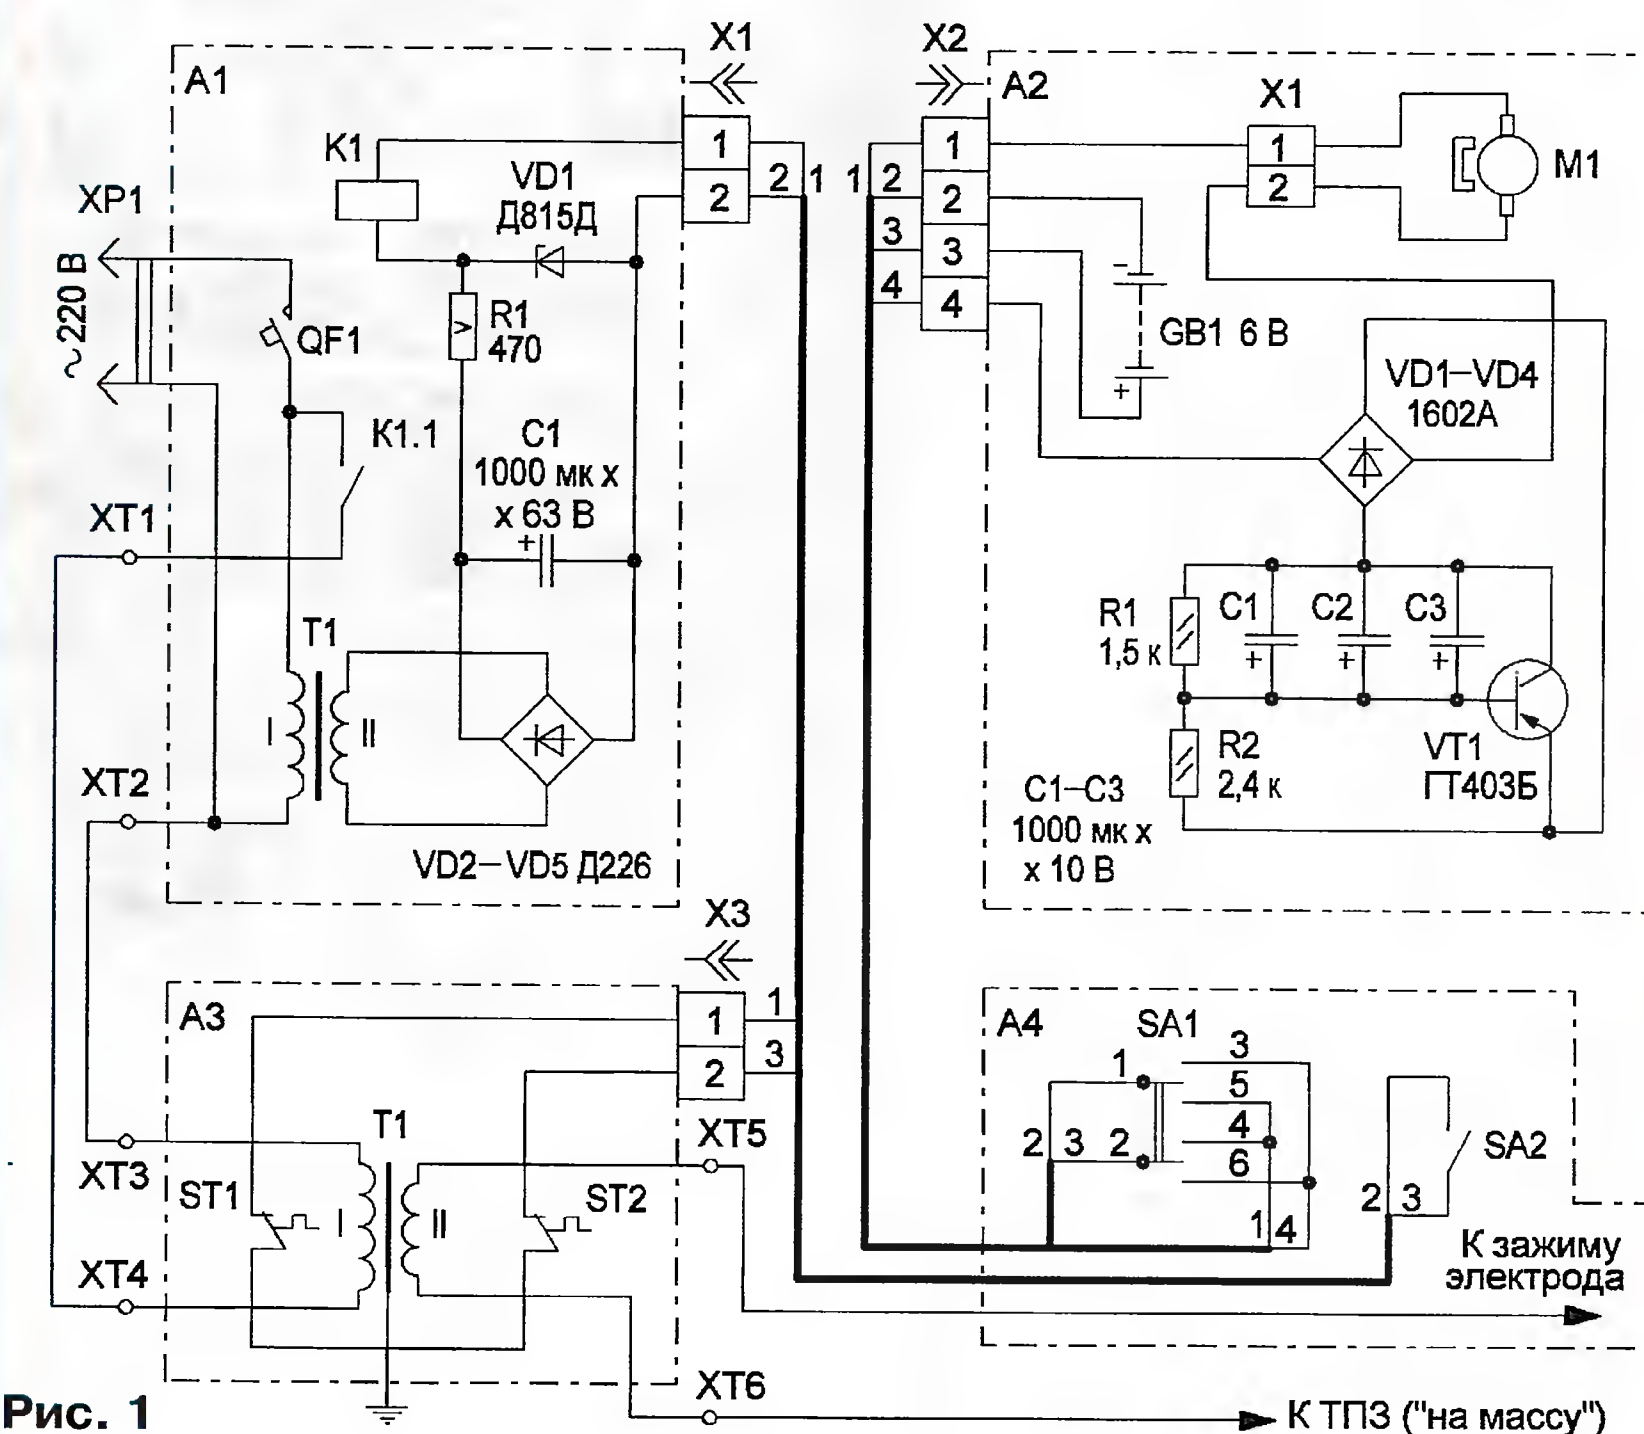 X1
X2
A1
A2
X1
K1
1
2
2
1
1
2
3
4
1
2
3
4
1
2
M1
VD1
Д815Д
XP1
~220 В
QF1
R1
470
GB1 6 В
−
+
VD1–VD4
1602А
K1.1
C1
1000 мк х
х 63 В
+
XT1
T1
I
II
R1
1,5 к
C1
C2
C3
+
+
+
R2
2,4 к
VT1
ГТ403Б
C1–C3
1000 мк х
х 10 В
XT2
VD2–VD5 Д226
X3
A3
1
2
1
3
A4
SA1
1
2
3
2
3
5
4
6
1
4
SA2
2
3
T1
XT5
XT3
ST1
I
II
ST2
XT4
К зажиму
электрода
XT6
Рис. 1
К ТПЗ ("на массу")